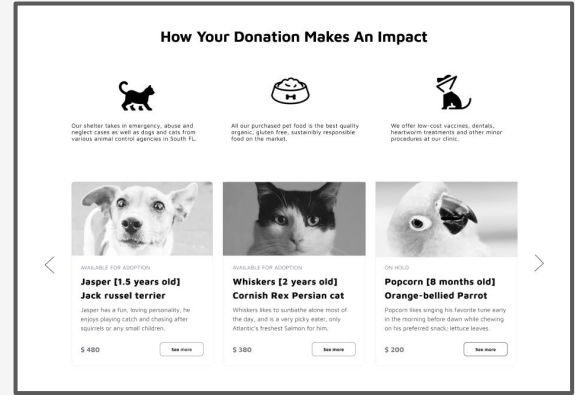 How Your Donation Makes An Impact
Our shelter takes in emergency, abuse and
neglect cases as well as dogs and cats from
various animal control agencies in South FL.
All our purchased pet food is the best quality
organic, gluten free, sustainibly responsible
food on the market.
We offer low-cost vaccines, dentals,
heartworm treatments and other minor
procedures at our clinic.
AVAILABLE FOR ADOPTION
Jasper [1.5 years old]
Jack russel terrier
Jasper has a fun, loving personality, he
enjoys playing catch and chasing after
squirrels or any small children.
$ 480
See more
AVAILABLE FOR ADOPTION
Whiskers [2 years old]
Cornish Rex Persian cat
Whiskers likes to sunbathe alone most of
the day, and is a very picky eater, only
Atlantic's freshest Salmon for him.
$ 380
See more
ON HOLD
Popcorn [8 months old]
Orange-bellied Parrot
Popcorn likes singing his favorite tune early
in the morning before dawn while chewing
on his preferred snack; lettuce leaves.
$ 200
See more